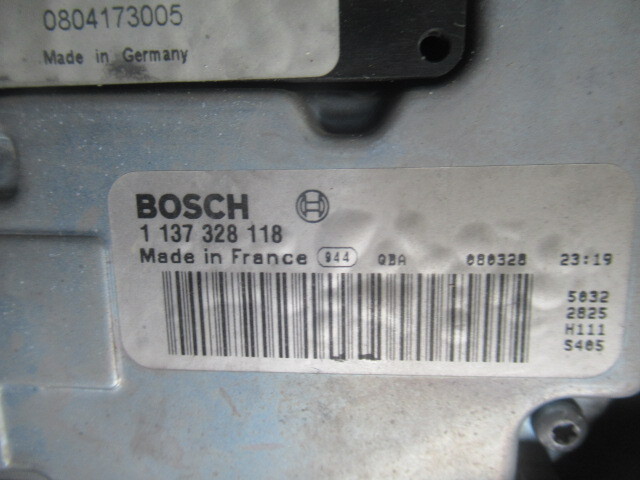 0804173005
Made in Germany
BOSCH
1 137 328 118
Made in France 944 QBA 080328 23:19
5032
2825
H111
5405